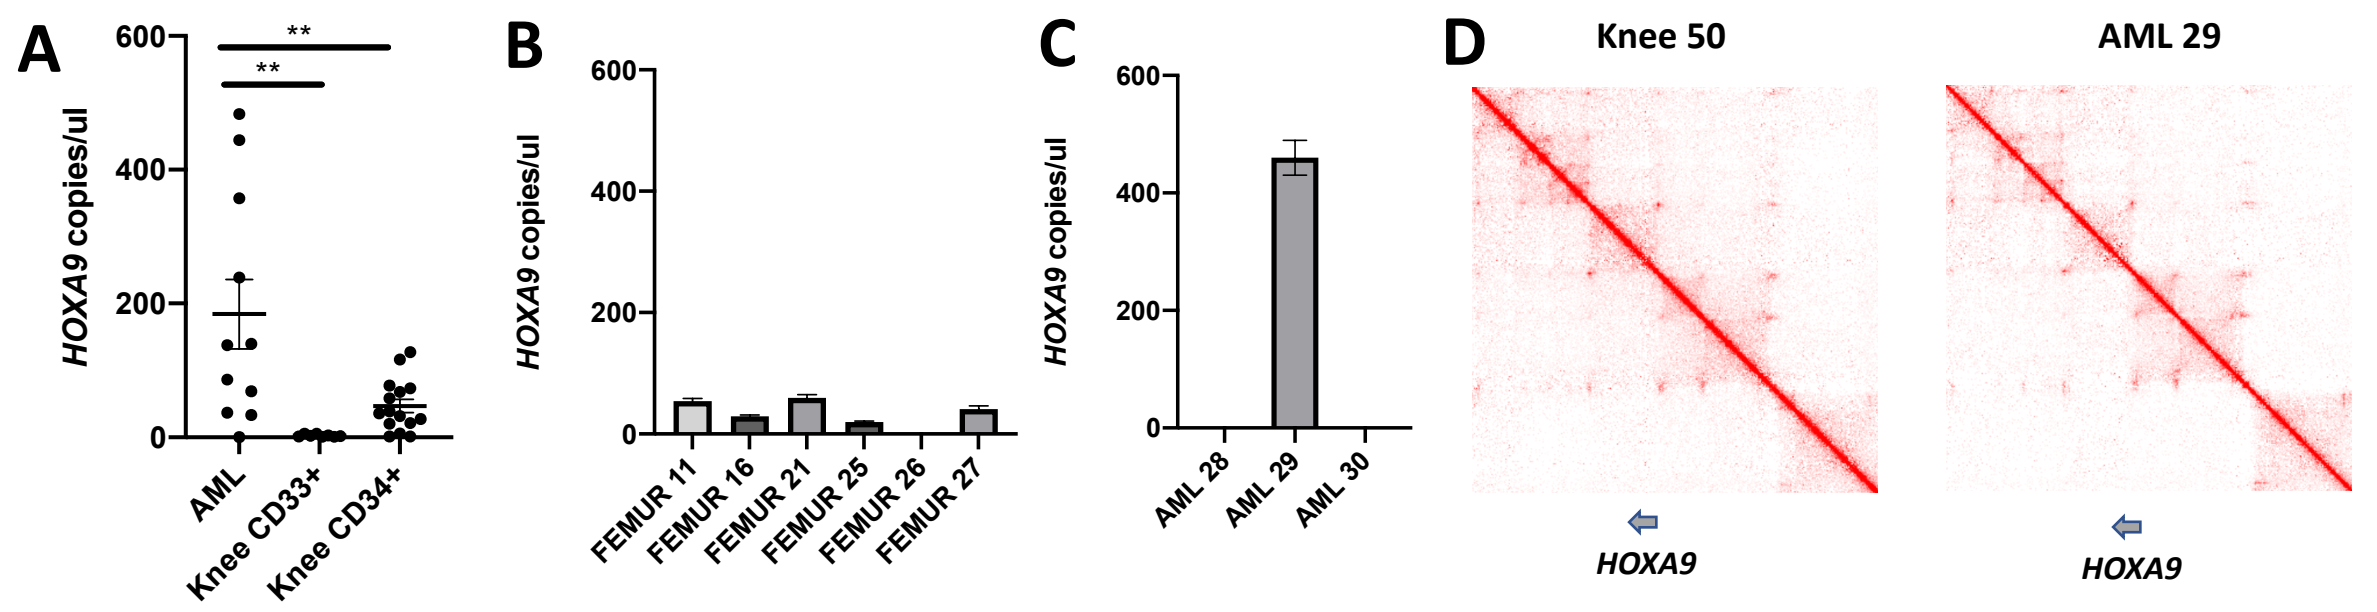 A
HOXA9 copies/ul
600
400
200
0
**
**
AML
Knee CD33+
Knee CD34+
B
HOXA9 copies/ul
600
400
200
0
FEMUR 11
FEMUR 16
FEMUR 21
FEMUR 25
FEMUR 26
FEMUR 27
C
HOXA9 copies/ul
600
400
200
0
AML 28
AML 29
AML 30
D
Knee 50
AML 29
HOXA9
HOXA9